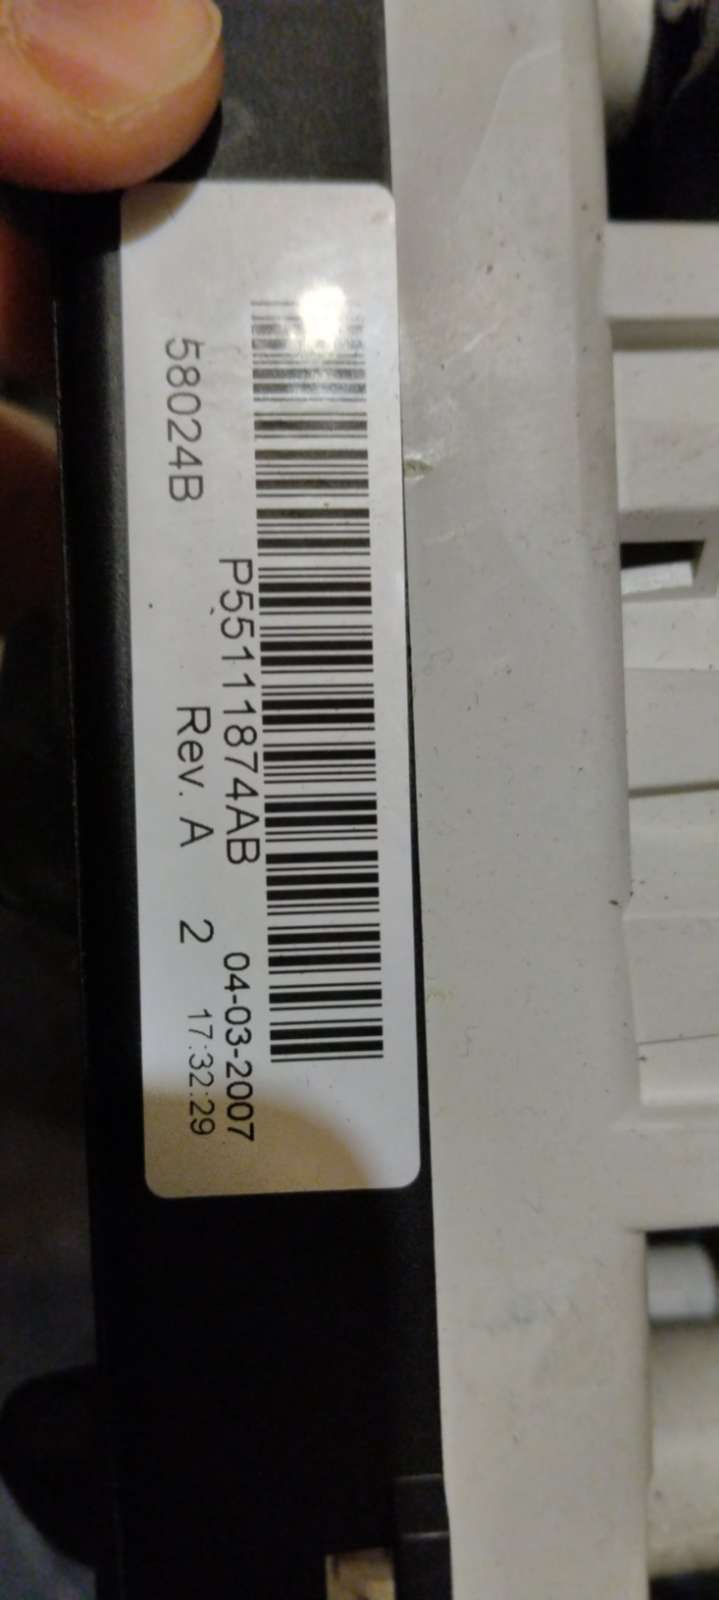 P55111874AB 04-03-2007
58024B Rev. A 2 17:32:29